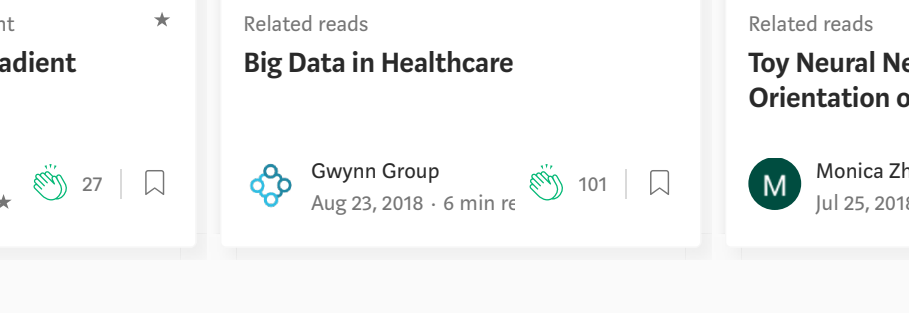 nt
adient
27
Related reads
Big Data in Healthcare
Gwynn Group
Aug 23, 2018 · 6 min re
101
Related reads
Toy Neural Ne
Orientation o
M
Monica Zh
Jul 25, 2018